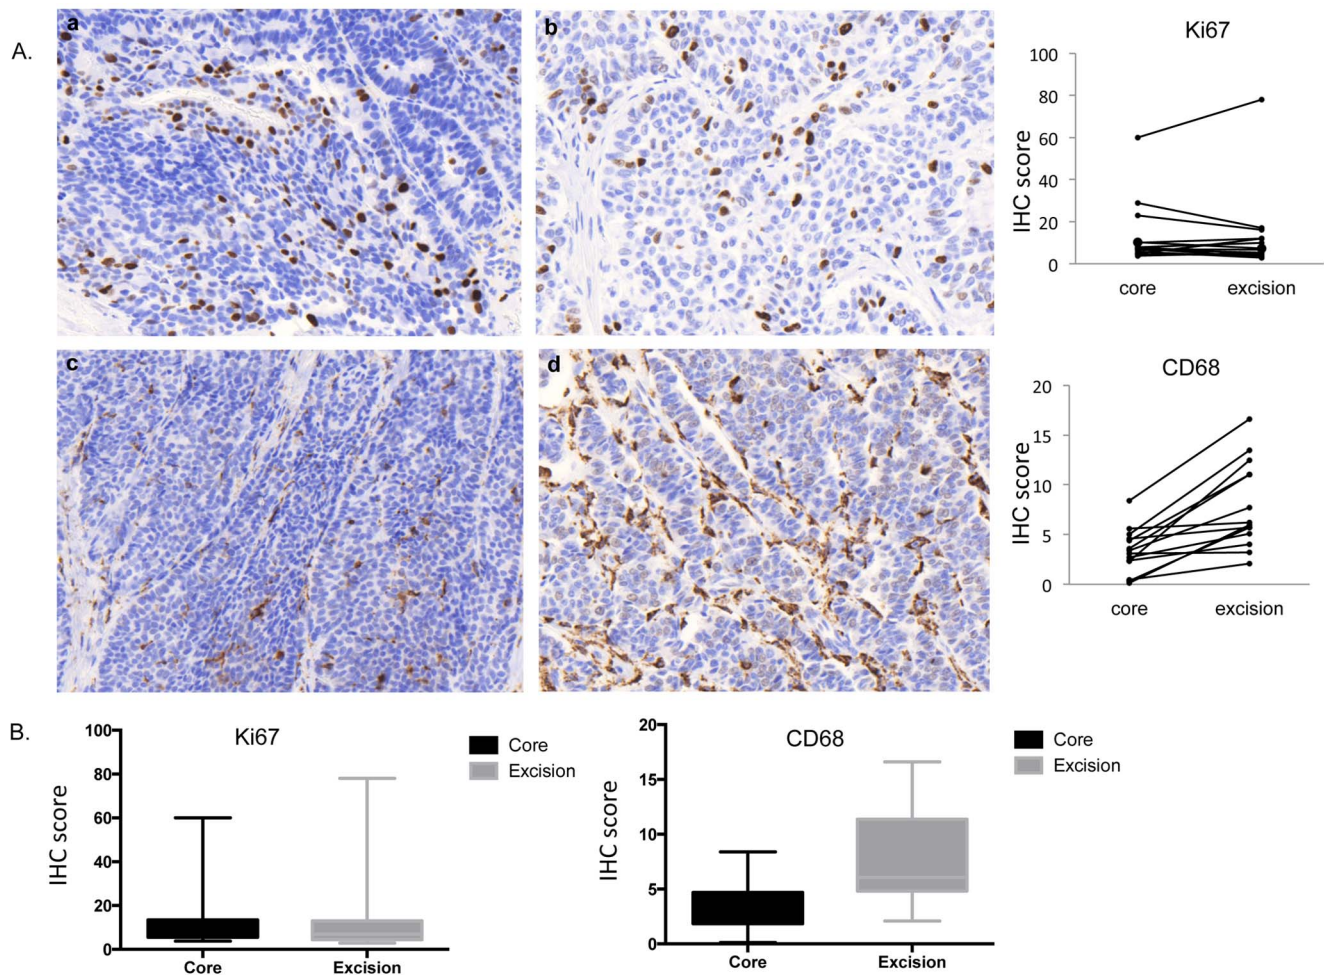 A.
a
b
Ki67
IHC score
100
80
60
40
20
0
core
excision
c
d
CD68
IHC score
20
15
10
5
0
core
excision
B.
Ki67
IHC score
100
80
60
40
20
0
Core
Excision
Core
Excision
CD68
IHC score
20
15
10
5
0
Core
Excision
Core
Excision